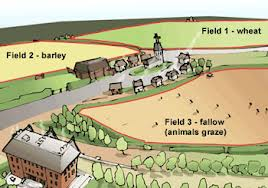 Field 1 - wheat
Field 2 - barley
Field 3 - fallow
(animals graze)